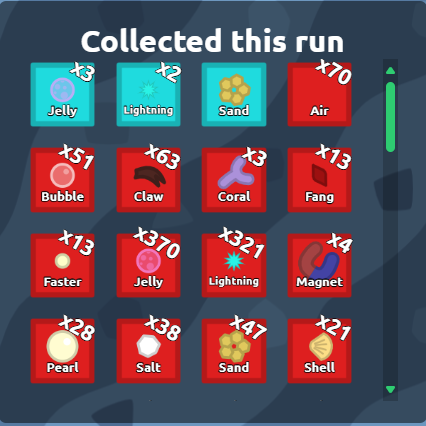 Collected this run
x3 x2 x70
Jelly Lightning Sand Air
x51 x63 x3 x13
Bubble Claw Coral Fang
x13 x370 x321 x4
Faster Jelly Lightning Magnet
x28 x38 x47 x21
Pearl Salt Sand Shell